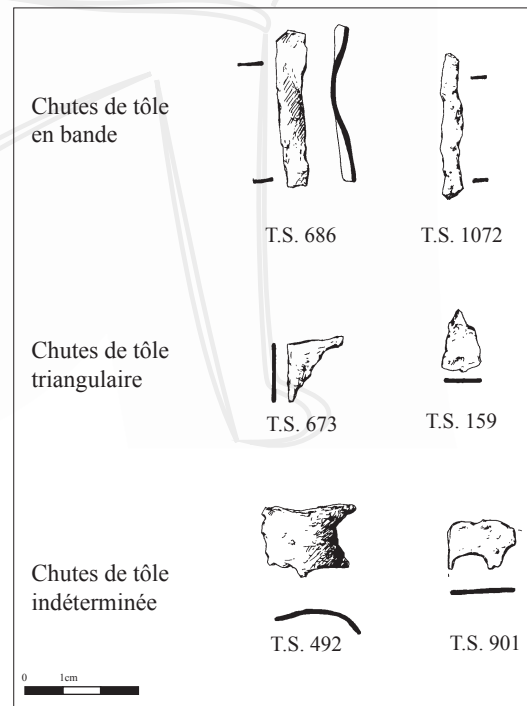 Chutes de tôle
en bande
T.S. 686
T.S. 1072
Chutes de tôle
triangulaire
T.S. 673
T.S. 159
Chutes de tôle
indéterminée
T.S. 492
T.S. 901
0 1cm